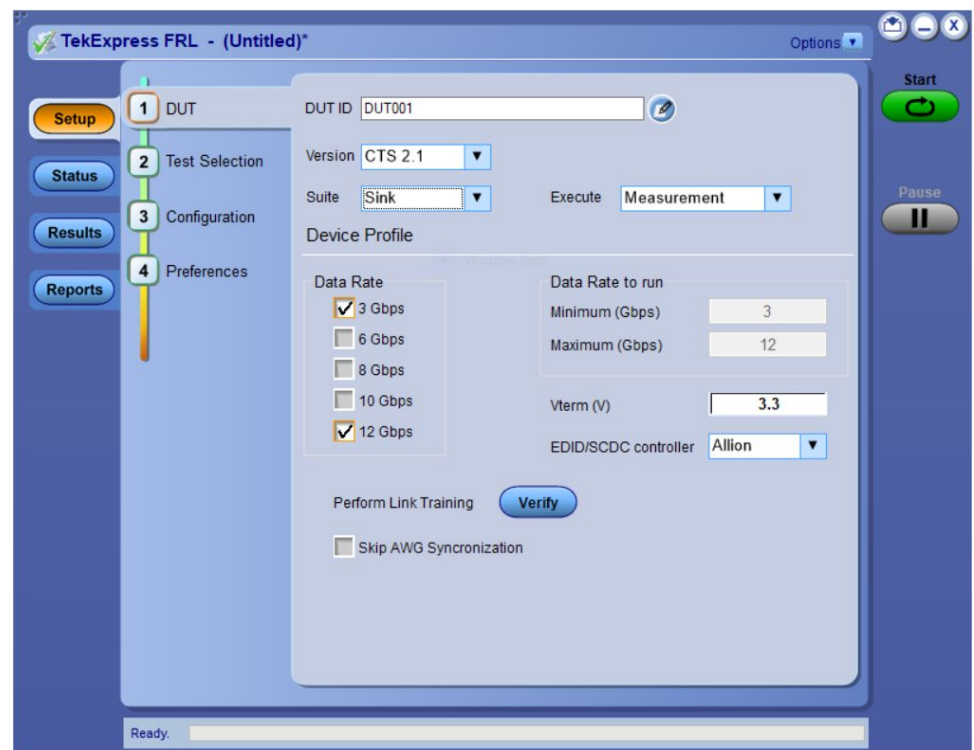 TekExpress FRL - (Untitled)*
Options
Start
Pause
Setup
Status
Results
Reports
1 DUT
2 Test Selection
3 Configuration
4 Preferences
DUT ID DUT001
Version CTS 2.1
Suite Sink Execute Measurement
Device Profile
Data Rate
3 Gbps
6 Gbps
8 Gbps
10 Gbps
12 Gbps
Data Rate to run
Minimum (Gbps) 3
Maximum (Gbps) 12
Vterm (V) 3.3
EDID/SCDC controller Allion
Perform Link Training Verify
Skip AWG Syncronization
Ready.